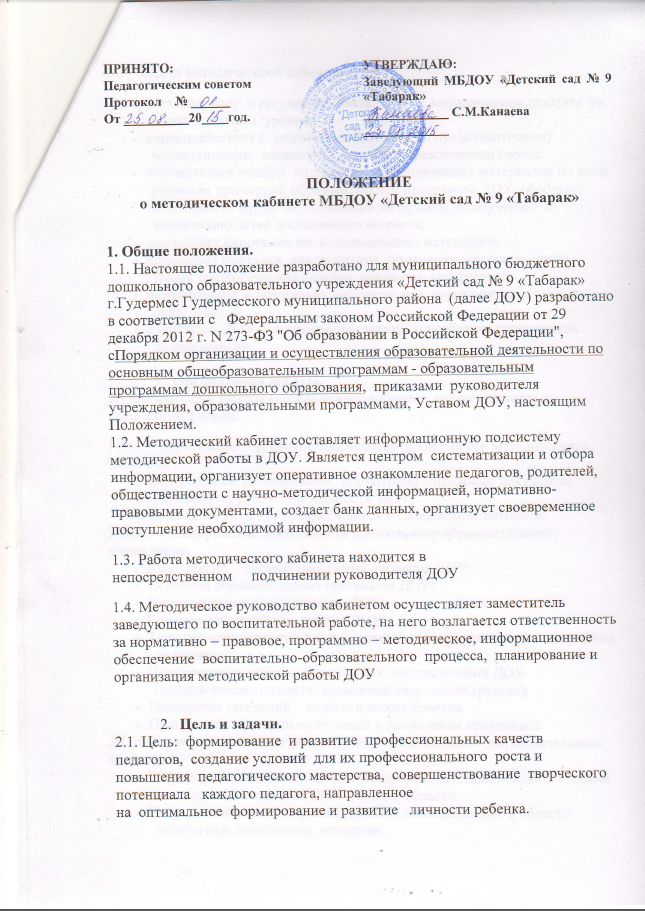 ПРИНЯТО:
Педагогическим советом
Протокол № 01
От 25.08. 2015 год.
УТВЕРЖДАЮ:
Заведующий МБДОУ «Детский сад № 9
«Табарак»
С.М.Канаева
25.08.2015
ПОЛОЖЕНИЕ
о методическом кабинете МБДОУ «Детский сад № 9 «Табарак»
1. Общие положения.
1.1. Настоящее положение разработано для муниципального бюджетного
дошкольного образовательного учреждения «Детский сад № 9 «Табарак»
г.Гудермес Гудермесского муниципального района (далее ДОУ) разработано
в соответствии с Федеральным законом Российской Федерации от 29
декабря 2012 г. N 273-ФЗ "Об образовании в Российской Федерации",
сПорядком организации и осуществления образовательной деятельности по
основным общеобразовательным программам - образовательным
программам дошкольного образования, приказами руководителя
учреждения, образовательными программами, Уставом ДОУ, настоящим
Положением.
1.2. Методический кабинет составляет информационную подсистему
методической работы в ДОУ. Является центром систематизации и отбора
информации, организует оперативное ознакомление педагогов, родителей,
общественности с научно-методической информацией, нормативно-
правовыми документами, создает банк данных, организует своевременное
поступление необходимой информации.
1.3. Работа методического кабинета находится в
непосредственном подчинении руководителя ДОУ
1.4. Методическое руководство кабинетом осуществляет заместитель
заведующего по воспитательной работе, на него возлагается ответственность
за нормативно – правовое, программно – методическое, информационное
обеспечение воспитательно-образовательного процесса, планирование и
организация методической работы ДОУ
2. Цель и задачи.
2.1. Цель: формирование и развитие профессиональных качеств
педагогов, создание условий для их профессионального роста и
повышения педагогического мастерства, совершенствование творческого
потенциала каждого педагога, направленное
на оптимальное формирование и развитие личности ребенка.